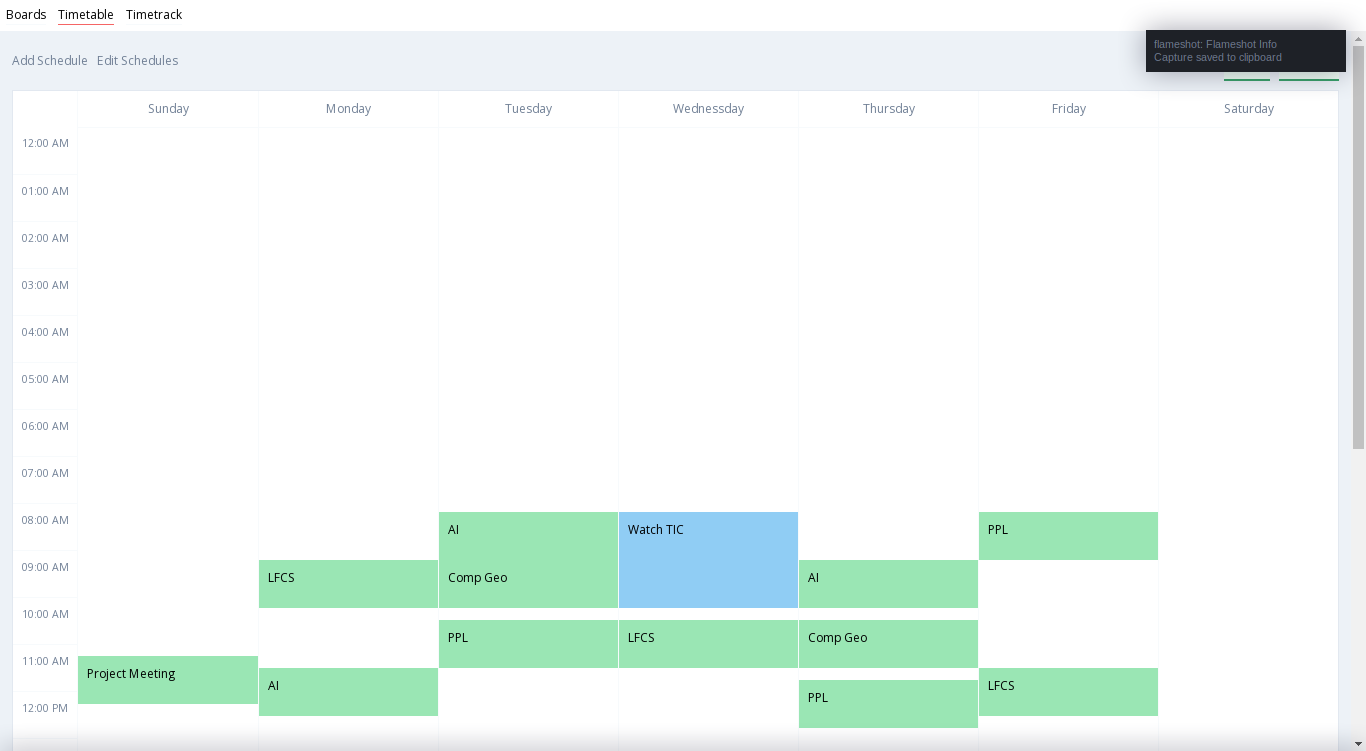 Boards Timetable Timetrack
flameshot: Flameshot Info
Capture saved to clipboard
Add Schedule Edit Schedules
Sunday Monday Tuesday Wednessday Thursday Friday Saturday
12:00 AM
01:00 AM
02:00 AM
03:00 AM
04:00 AM
05:00 AM
06:00 AM
07:00 AM
08:00 AM
AI Watch TIC PPL
09:00 AM
LFCS Comp Geo AI
10:00 AM
PPL LFCS Comp Geo
11:00 AM
Project Meeting
AI LFCS
PPL
12:00 PM